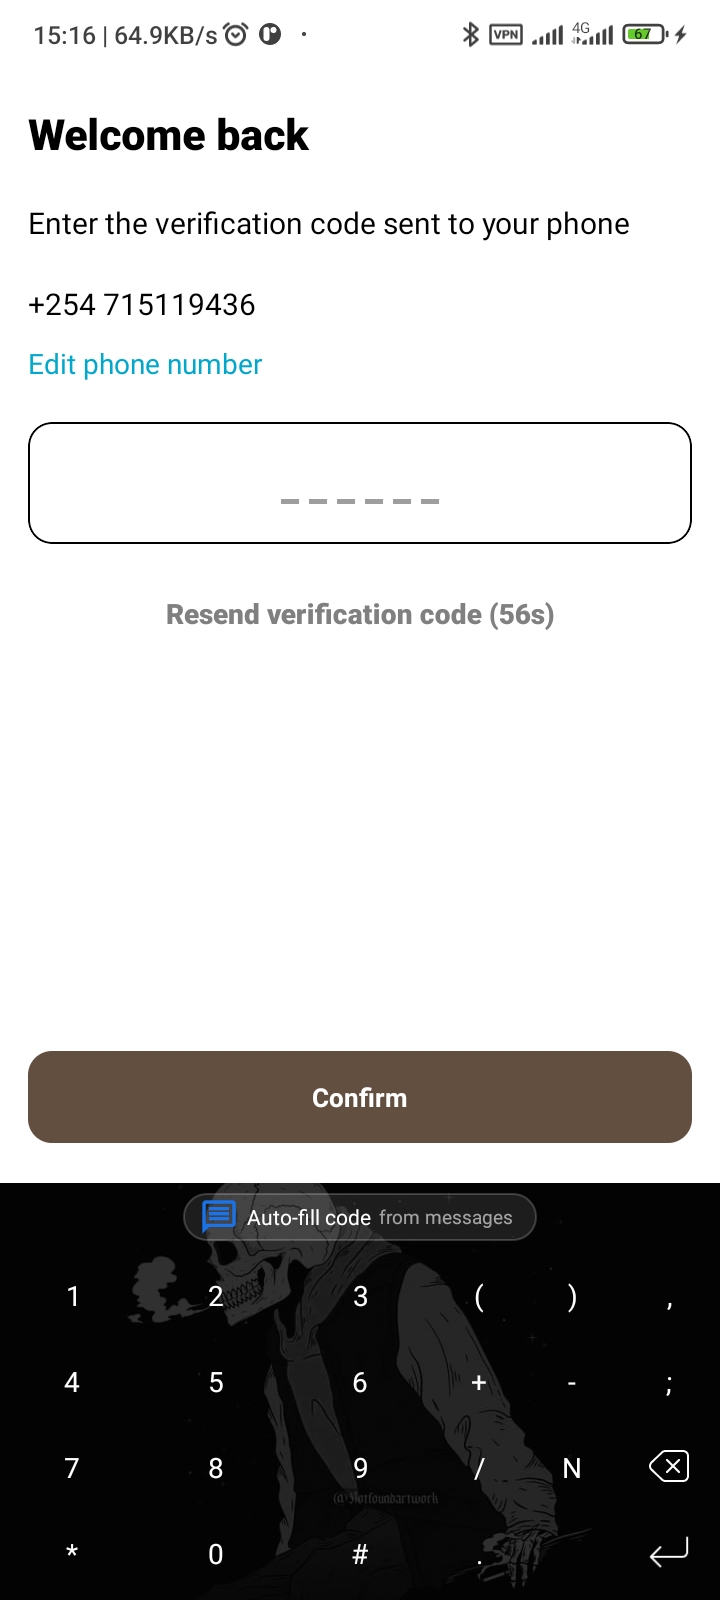 15:16 | 64.9KB/s
VPN 4G 67
Welcome back
Enter the verification code sent to your phone
+254 715119436
Edit phone number
Resend verification code (56s)
Confirm
Auto-fill code from messages
1 2 3 ( ) ,
4 5 6 + - ;
7 8 9 / N
@Notfoundartwork
* 0 # .